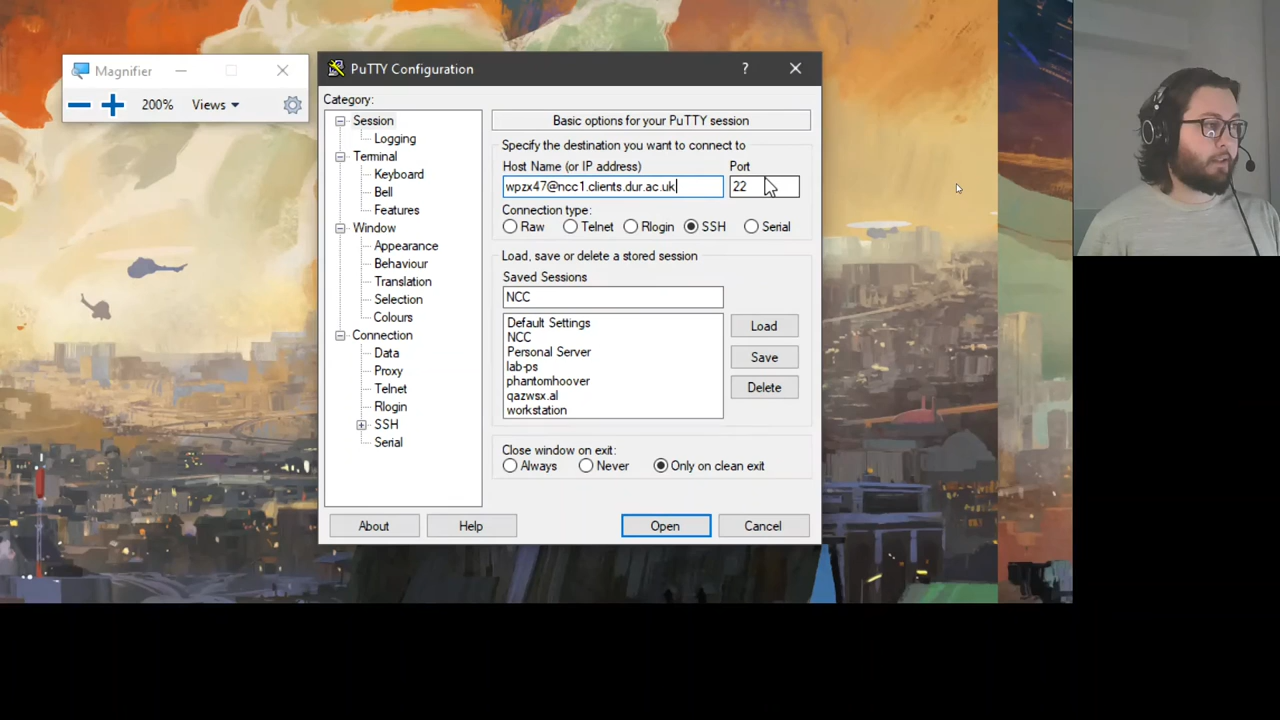 Magnifier
200% Views
PuTTY Configuration ?
Category:
Session
Logging
Terminal
Keyboard
Bell
Features
Window
Appearance
Behaviour
Translation
Selection
Colours
Connection
Data
Proxy
Telnet
Rlogin
SSH
Serial
Basic options for your PuTTY session
Specify the destination you want to connect to
Host Name (or IP address) Port
wpzx47@ncc1.clients.dur.ac.uk 22
Connection type:
Raw Telnet Rlogin SSH Serial
Load, save or delete a stored session
Saved Sessions
NCC
Default Settings
NCC
Personal Server
lab-ps
phantomhoover
qazwsx.al
workstation
Load
Save
Delete
Close window on exit:
Always Never Only on clean exit
About Help Open Cancel